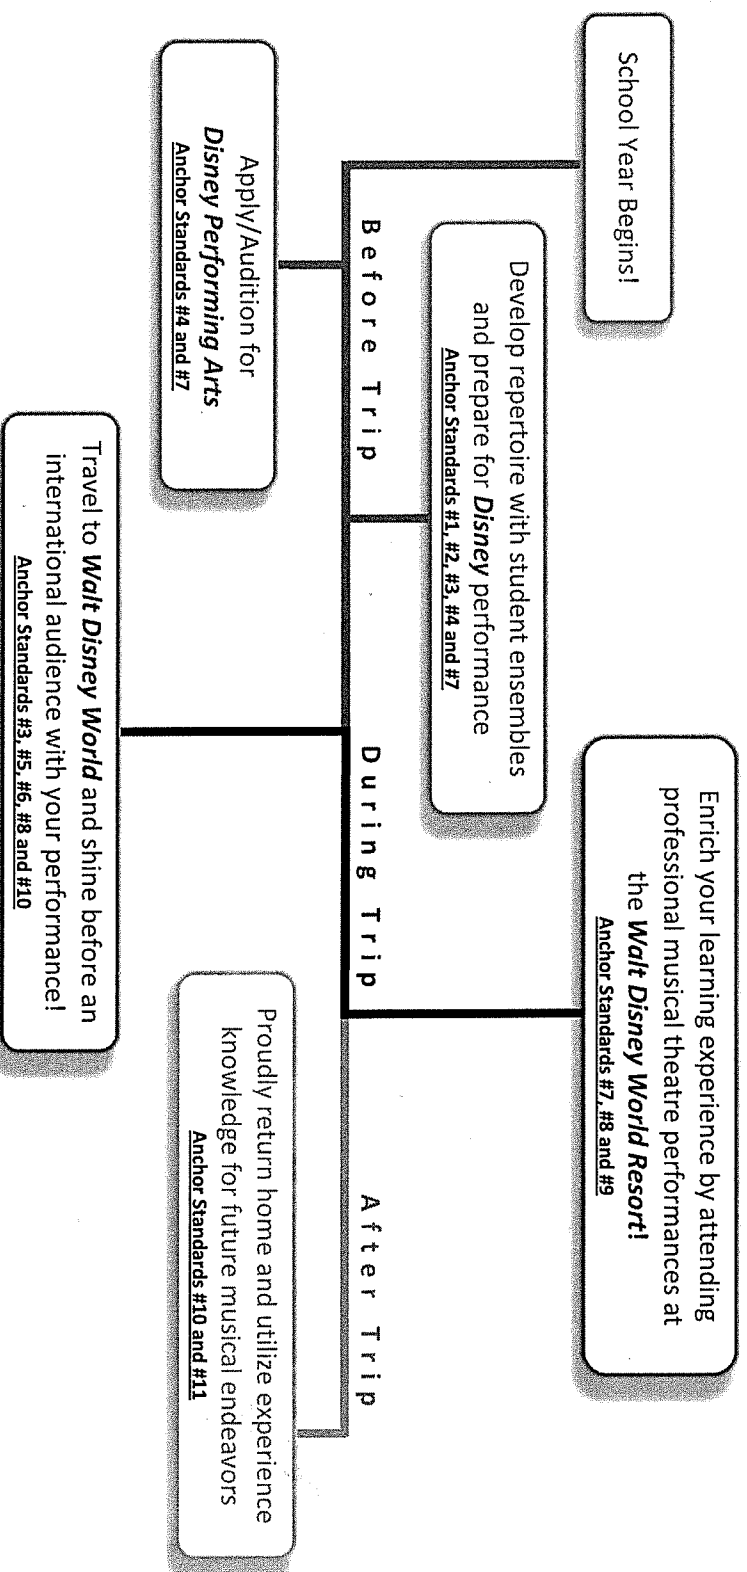 School Year Begins!
Before Trip
Apply/Audition for
Disney Performing Arts
Anchor Standards #4 and #7
Develop repertoire with student ensembles
and prepare for Disney performance
Anchor Standards #1, #2, #3, #4 and #7
During Trip
Travel to Walt Disney World and shine before an
international audience with your performance!
Anchor Standards #3, #5, #6, #8 and #10
Enrich your learning experience by attending
professional musical theatre performances at
the Walt Disney World Resort!
Anchor Standards #7, #8 and #9
After Trip
Proudly return home and utilize experience
knowledge for future musical endeavors
Anchor Standards #10 and #11